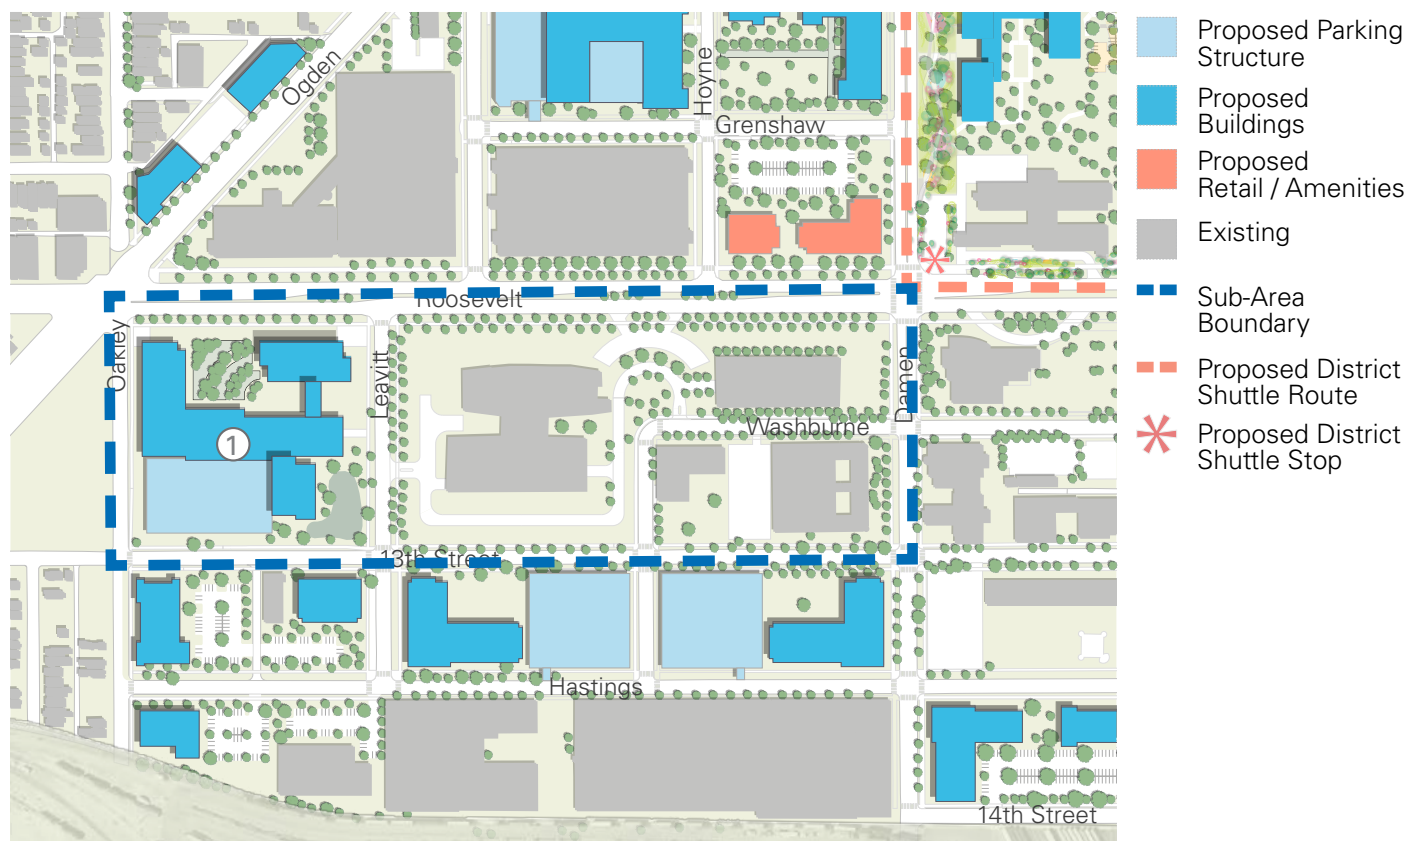 Ogden
Hoyne
Grenshaw
Roosevelt
Oakley
Leavitt
Damen
Washburne
1
13th Street
Hastings
14th Street
Proposed Parking
Structure
Proposed
Buildings
Proposed
Retail / Amenities
Existing
Sub-Area
Boundary
Proposed District
Shuttle Route
Proposed District
Shuttle Stop